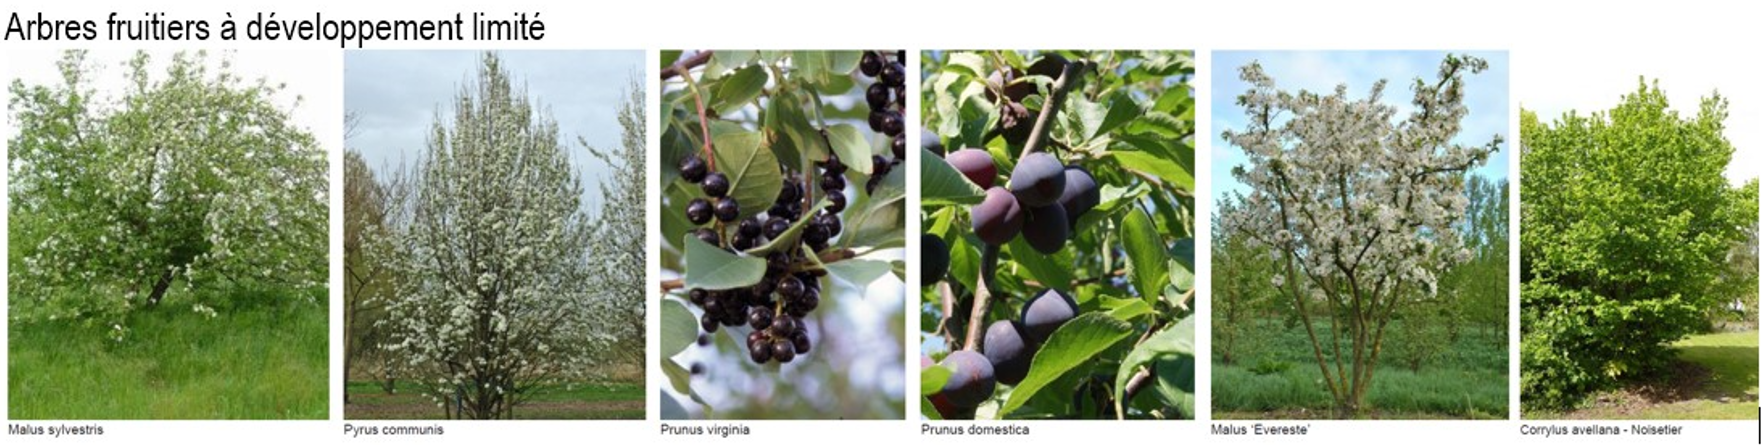 Arbres fruitiers à développement limité
Malus sylvestris
Pyrus communis
Prunus virginia
Prunus domestica
Malus ‘Evereste’
Corrylus avellana - Noisetier